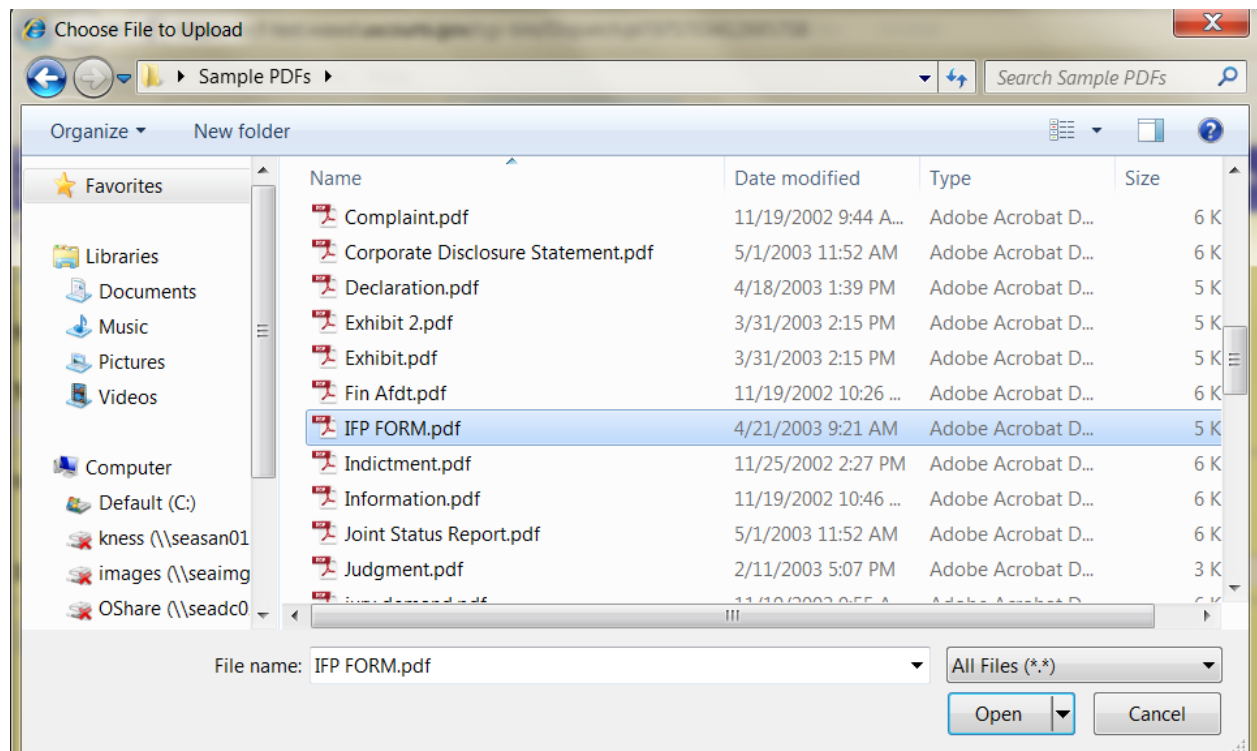 Choose File to Upload
Sample PDFs
Search Sample PDFs
Organize New folder
Favorites
Libraries
Documents
Music
Pictures
Videos
Computer
Default (C:)
kness (\\seasan01
images (\\seaimg
OShare (\\seadc0
Name Date modified Type Size
Complaint.pdf 11/19/2002 9:44 A... Adobe Acrobat D... 6 K
Corporate Disclosure Statement.pdf 5/1/2003 11:52 AM Adobe Acrobat D... 6 K
Declaration.pdf 4/18/2003 1:39 PM Adobe Acrobat D... 5 K
Exhibit 2.pdf 3/31/2003 2:15 PM Adobe Acrobat D... 5 K
Exhibit.pdf 3/31/2003 2:15 PM Adobe Acrobat D... 5 K
Fin Afdt.pdf 11/19/2002 10:26 ... Adobe Acrobat D... 6 K
IFP FORM.pdf 4/21/2003 9:21 AM Adobe Acrobat D... 5 K
Indictment.pdf 11/25/2002 2:27 PM Adobe Acrobat D... 6 K
Information.pdf 11/19/2002 10:46 ... Adobe Acrobat D... 6 K
Joint Status Report.pdf 5/1/2003 11:52 AM Adobe Acrobat D... 6 K
Judgment.pdf 2/11/2003 5:07 PM Adobe Acrobat D... 3 K
File name: IFP FORM.pdf All Files (*.*)
Open Cancel